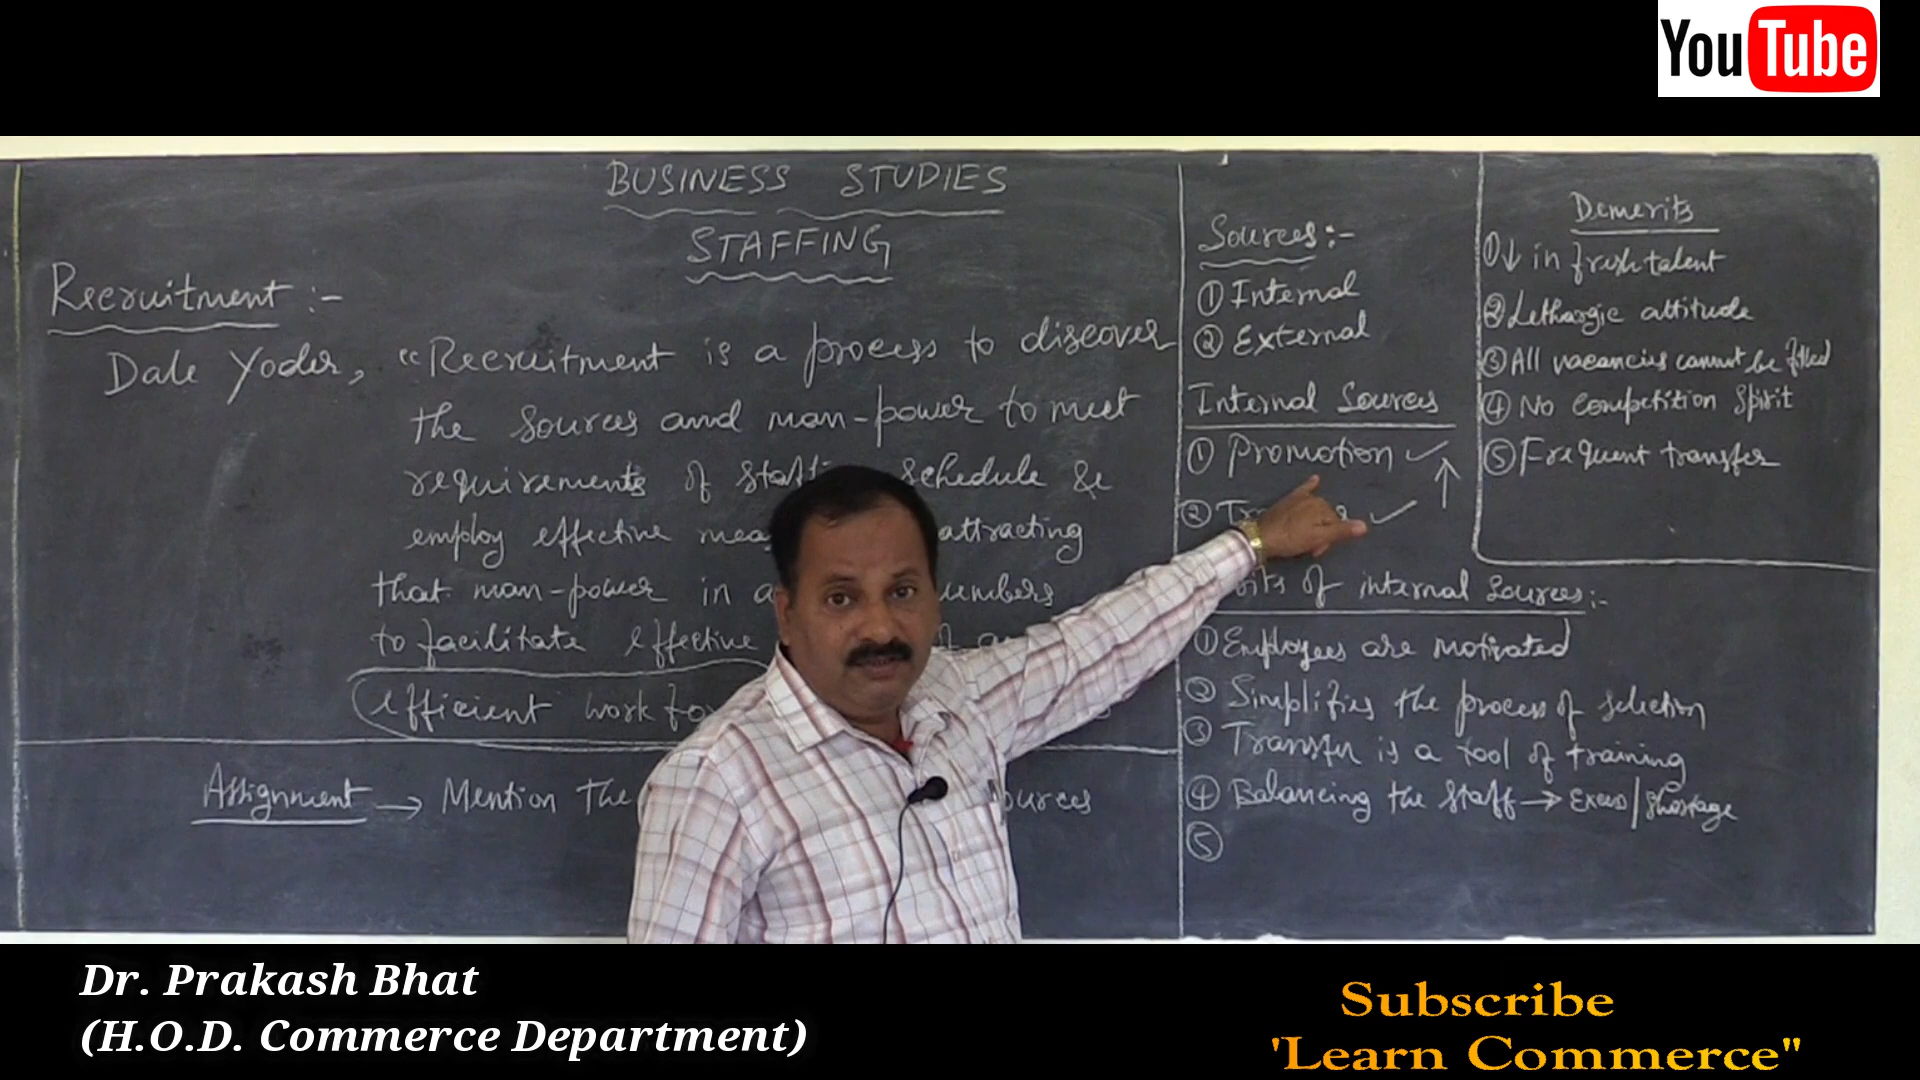 YouTube
BUSINESS STUDIES
STAFFING
Recruitment :-
Dale Yoder, "Recruitment is a process to discover
the sources and man-power to meet
requirements of schedule &
employ effective attracting
that man-power in
to facilitate effective
efficient work
Assignment → Mention The
Sources :-
① Internal
② External
Internal Sources
① Promotion ✓ ↑
② ✓
Demerits
① ↓ in fresh talent
② Lethargic attitude
③ All vacancies cannot be filled
④ No competition spirit
⑤ Frequent transfer
of internal sources :-
① Employees are motivated
② Simplifies the process of selection
③ Transfer is a tool of training
④ Balancing the staff → Excess/Shortage
⑤
Dr. Prakash Bhat
(H.O.D. Commerce Department)
Subscribe
'Learn Commerce"